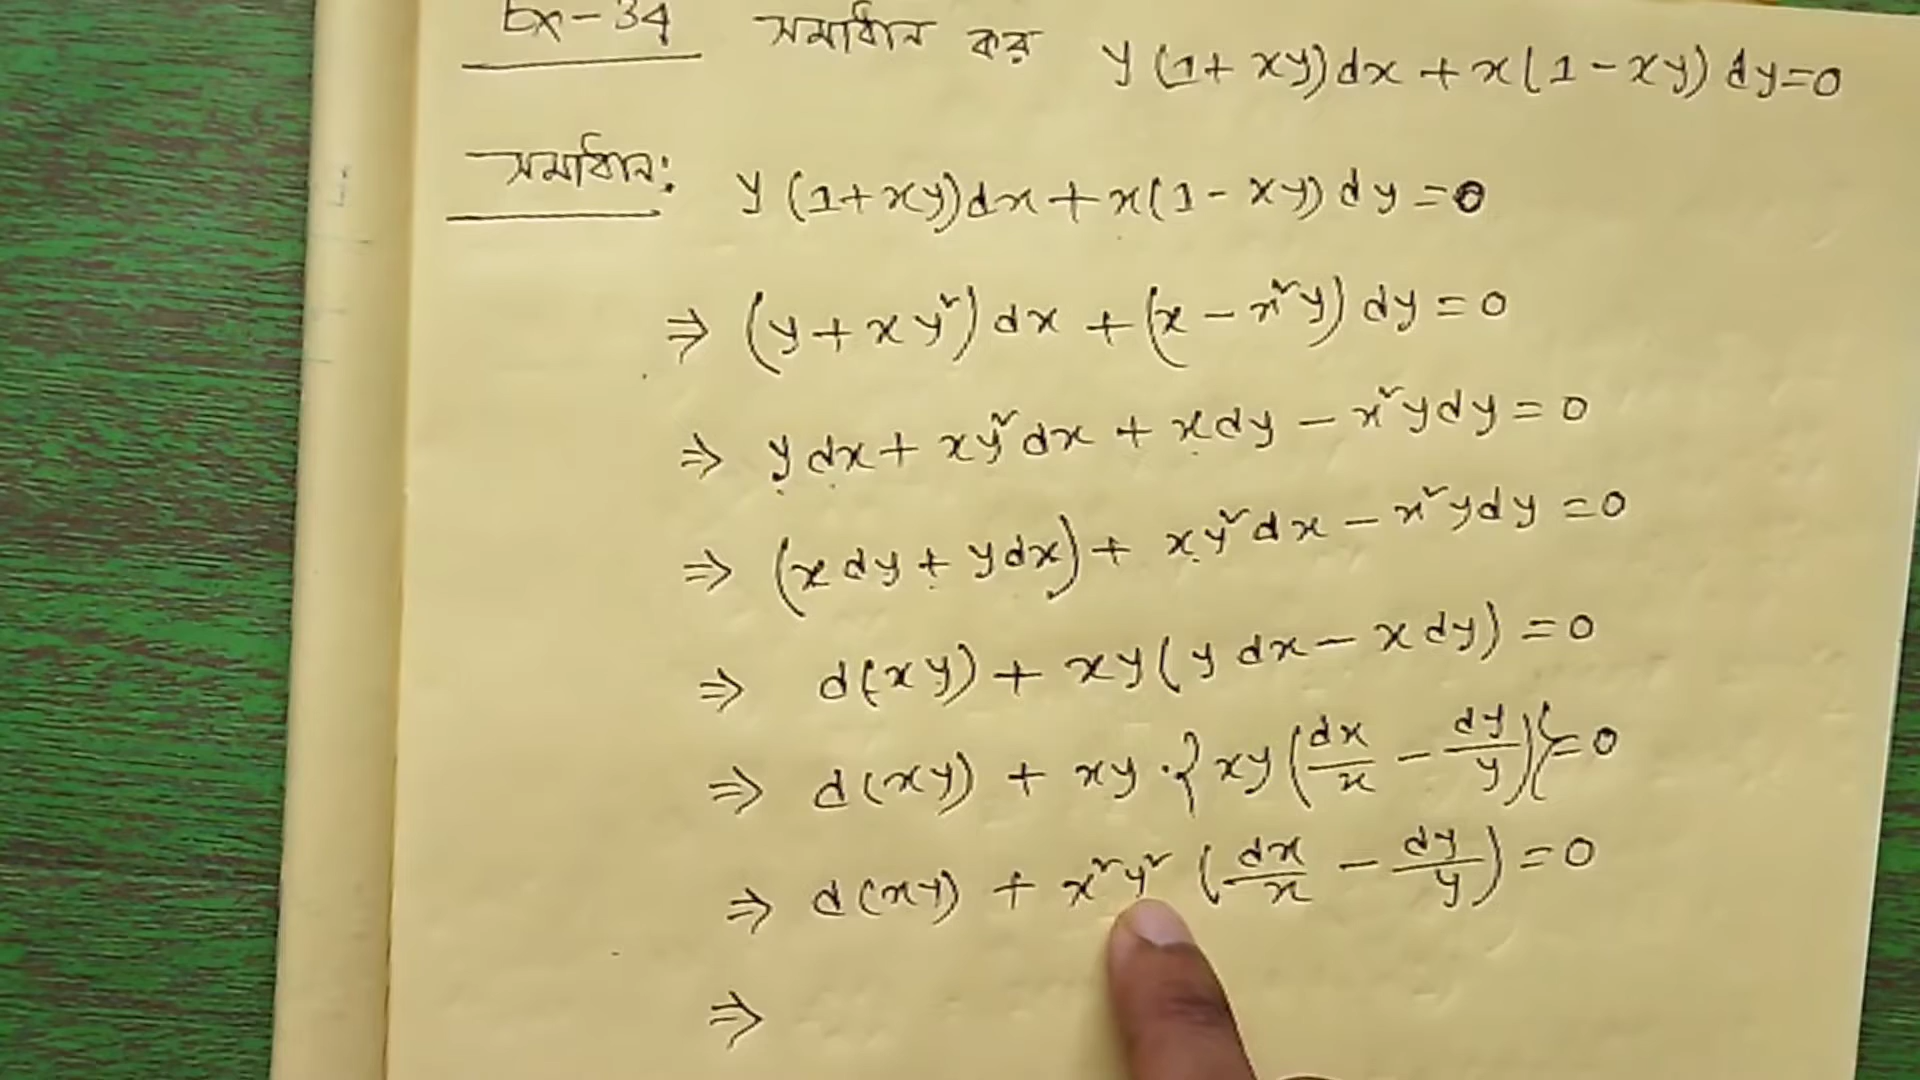 Ex-34 সমাধান কর y(1+xy)dx+x(1-xy)dy=0
সমাধান: y(1+xy)dx+x(1-xy)dy=0
⇒ (y+xy²)dx+(x-x²y)dy=0
⇒ ydx+xy²dx+xdy-x²ydy=0
⇒ (xdy+ydx)+xy²dx-x²ydy=0
⇒ d(xy)+xy(ydx-xdy)=0
⇒ d(xy)+xy·{xy(dx/x-dy/y)}=0
⇒ d(xy)+x²y²(dx/x-dy/y)=0
⇒